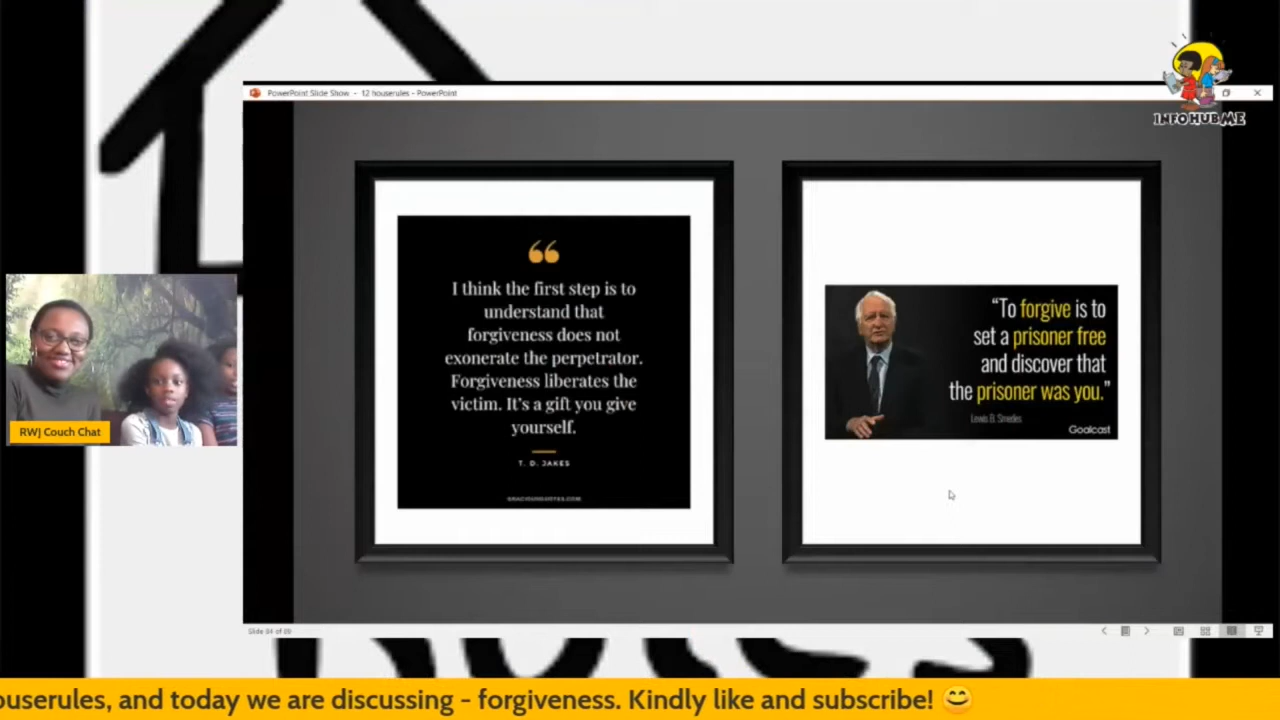 PowerPoint Slide Show - 12 houserules - PowerPoint
INFO HUB ME
“
I think the first step is to
understand that
forgiveness does not
exonerate the perpetrator.
Forgiveness liberates the
victim. It's a gift you give
yourself.
T. D. JAKES
“To forgive is to
set a prisoner free
and discover that
the prisoner was you.”
Lewis B. Smedes
Goalcast
RWJ Couch Chat
ouserules, and today we are discussing - forgiveness. Kindly like and subscribe! 😊